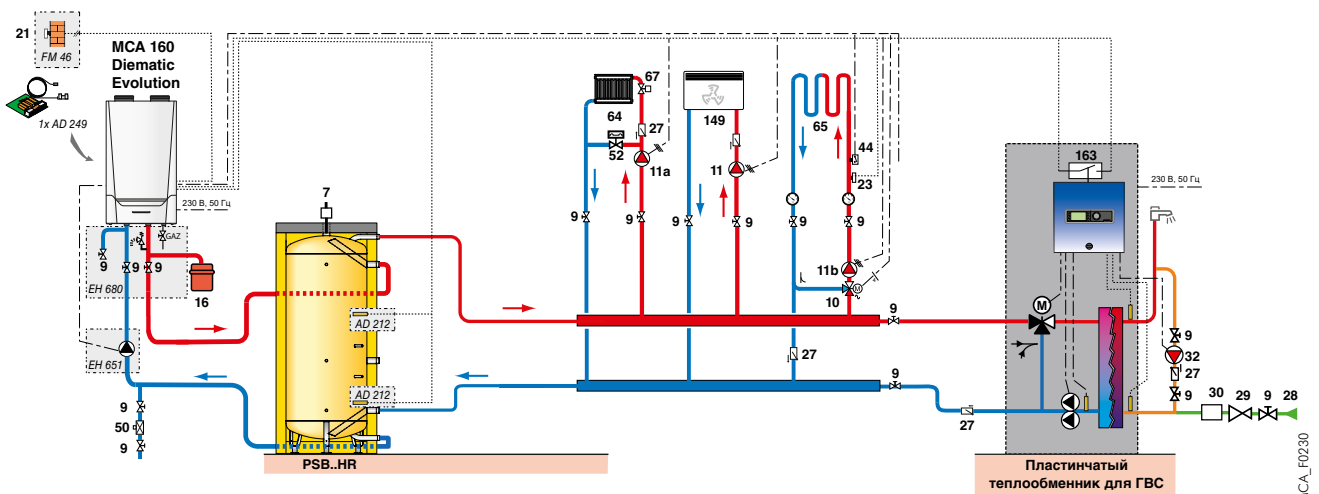 21
FM 46
MCA 160
Diematic
Evolution
1x AD 249
230 В, 50 Гц
GAZ
9
9
9
EH 680
16
EH 651
9
50
9
7
AD 212
AD 212
PSB..HR
67
64
27
52
11a
9
9
149
11
9
9
65
44
23
9
9
11b
10
M
27
9
9
27
163
230 В, 50 Гц
M
9
32
27
9
30
29
9
28
Пластинчатый
теплообменник для ГВС
CA_F0230